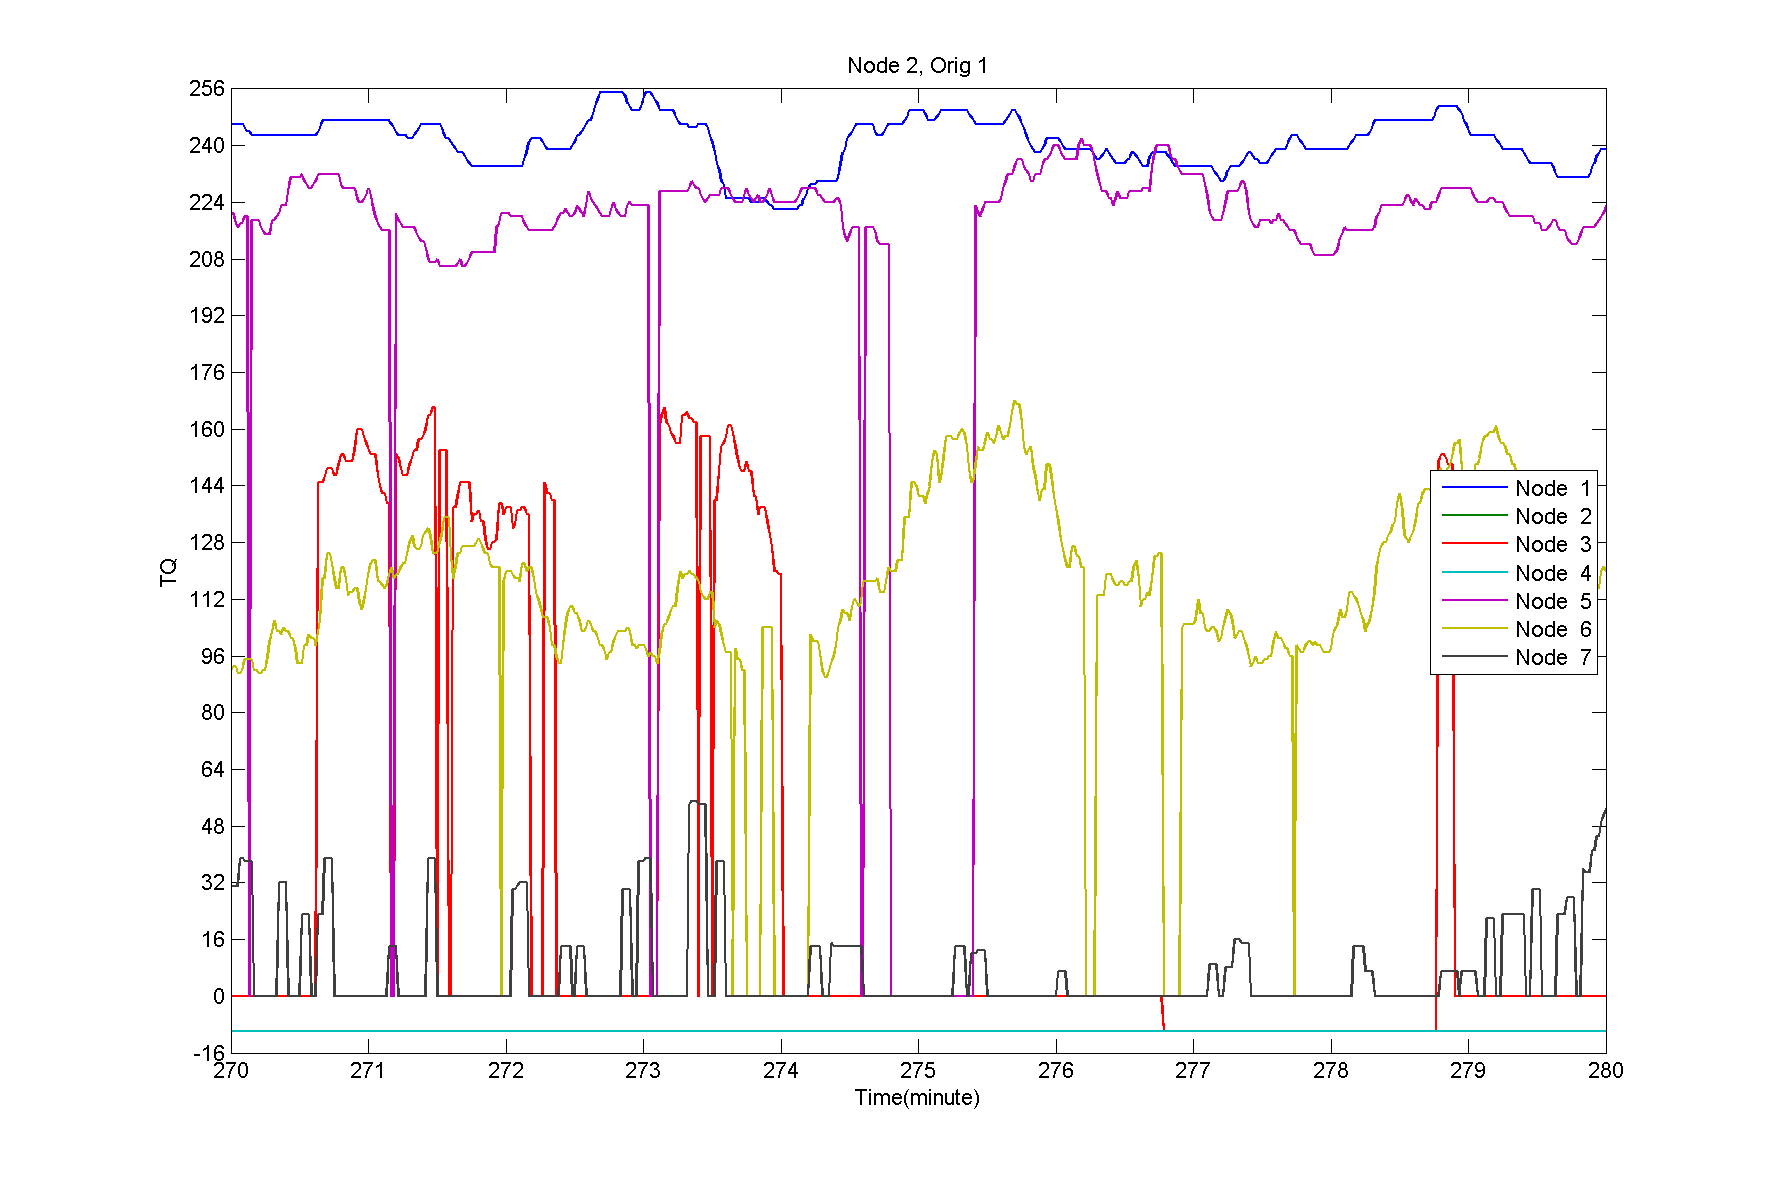 Node 2, Orig 1
256
240
224
208
192
176
160
144
128
112
96
80
64
48
32
16
0
-16
TQ
Node 1
Node 2
Node 3
Node 4
Node 5
Node 6
Node 7
270 271 272 273 274 275 276 277 278 279 280
Time(minute)